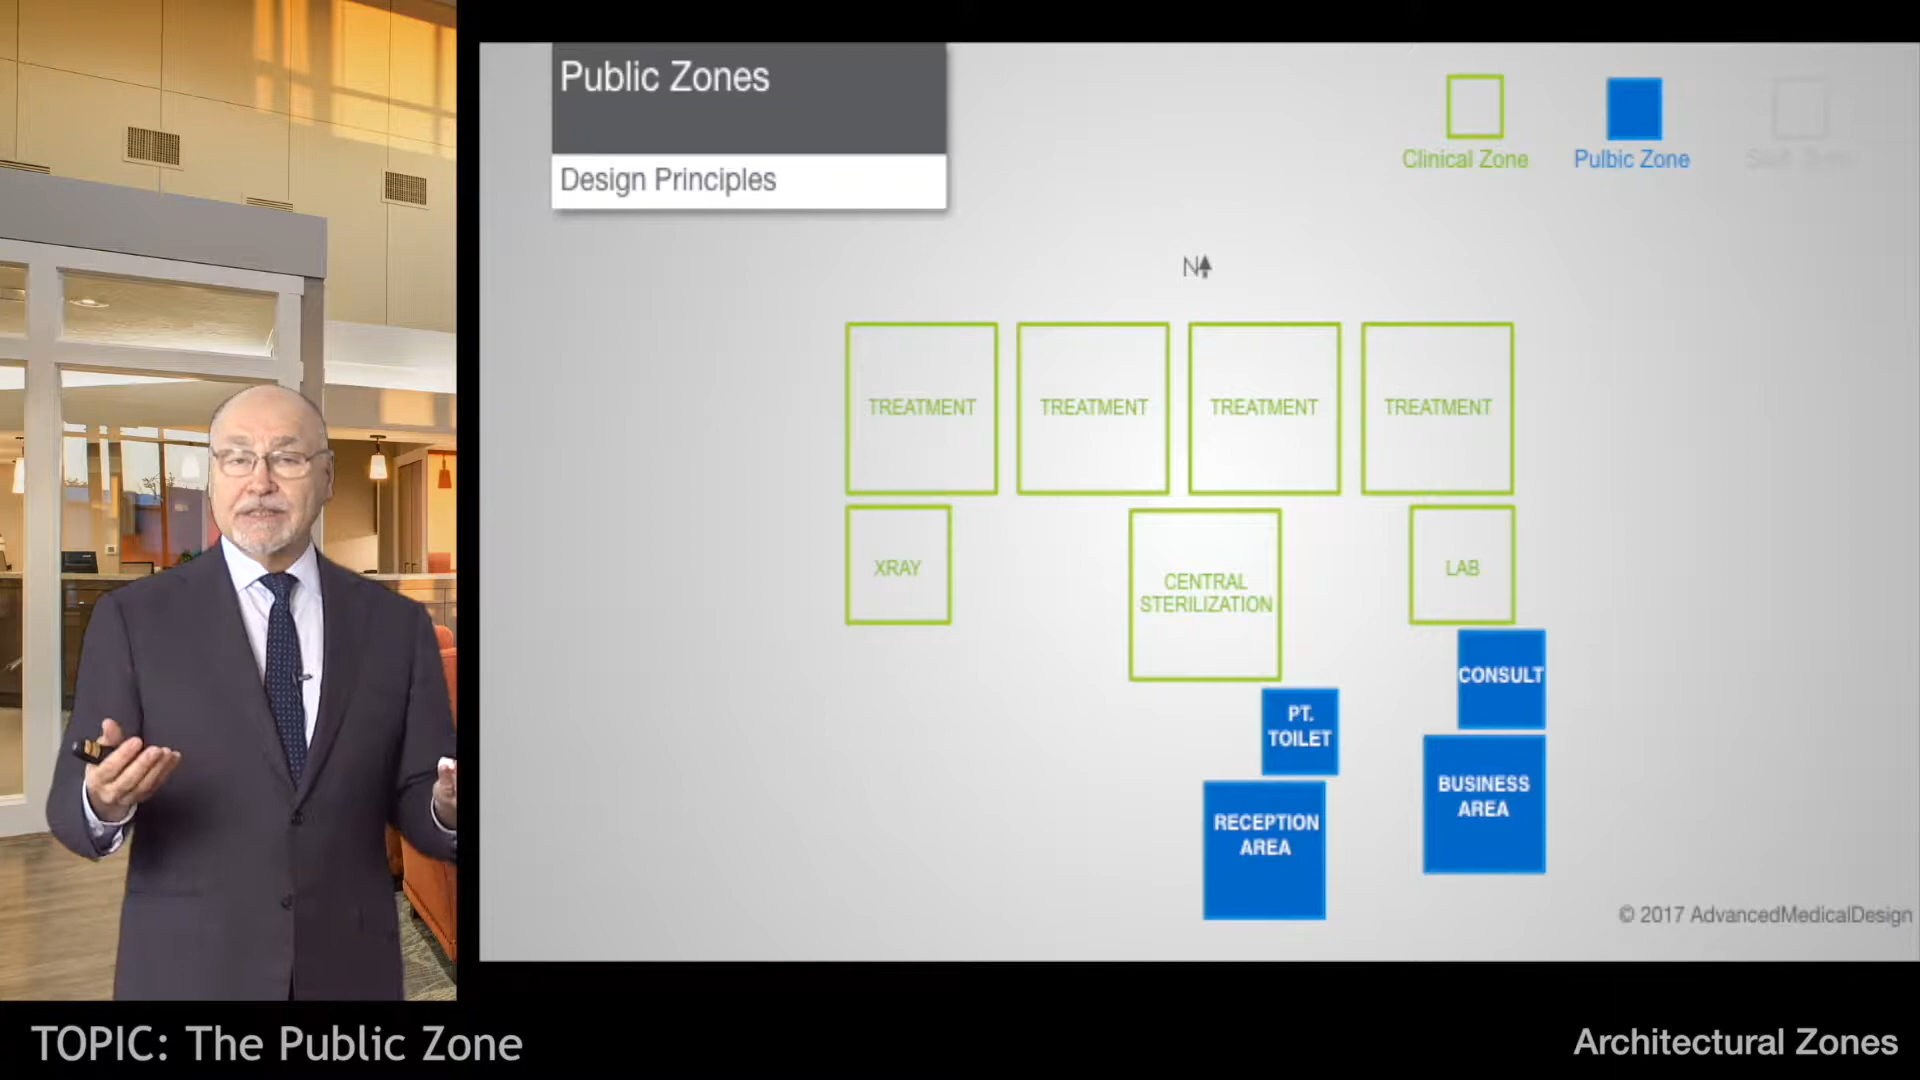 Public Zones
Design Principles
Clinical Zone
Pulbic Zone
N
TREATMENT
TREATMENT
TREATMENT
TREATMENT
XRAY
CENTRAL
STERILIZATION
LAB
CONSULT
PT.
TOILET
BUSINESS
AREA
RECEPTION
AREA
© 2017 AdvancedMedicalDesign
TOPIC: The Public Zone
Architectural Zones